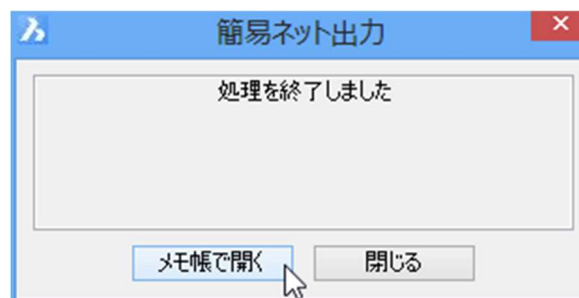 簡易ネット出力
処理を終了しました
メモ帳で開く
閉じる